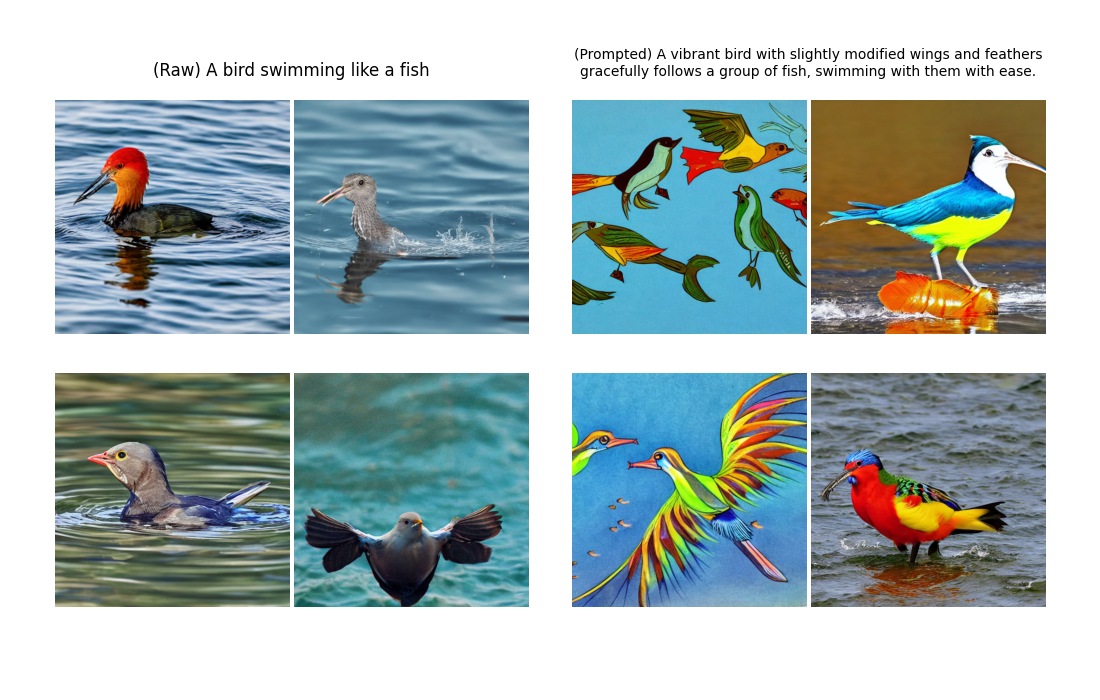 (Raw) A bird swimming like a fish
(Prompted) A vibrant bird with slightly modified wings and feathers
gracefully follows a group of fish, swimming with them with ease.